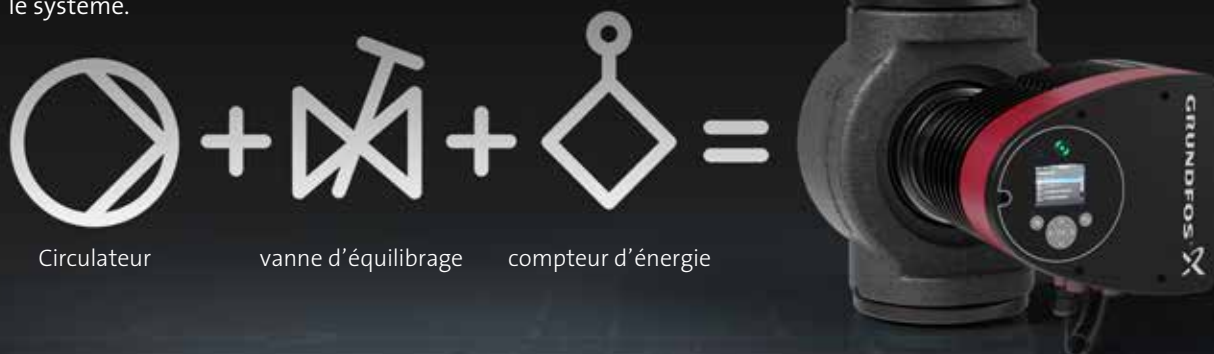 le système.
Circulateur
vanne d'équilibrage
compteur d'énergie
GRUNDFOS